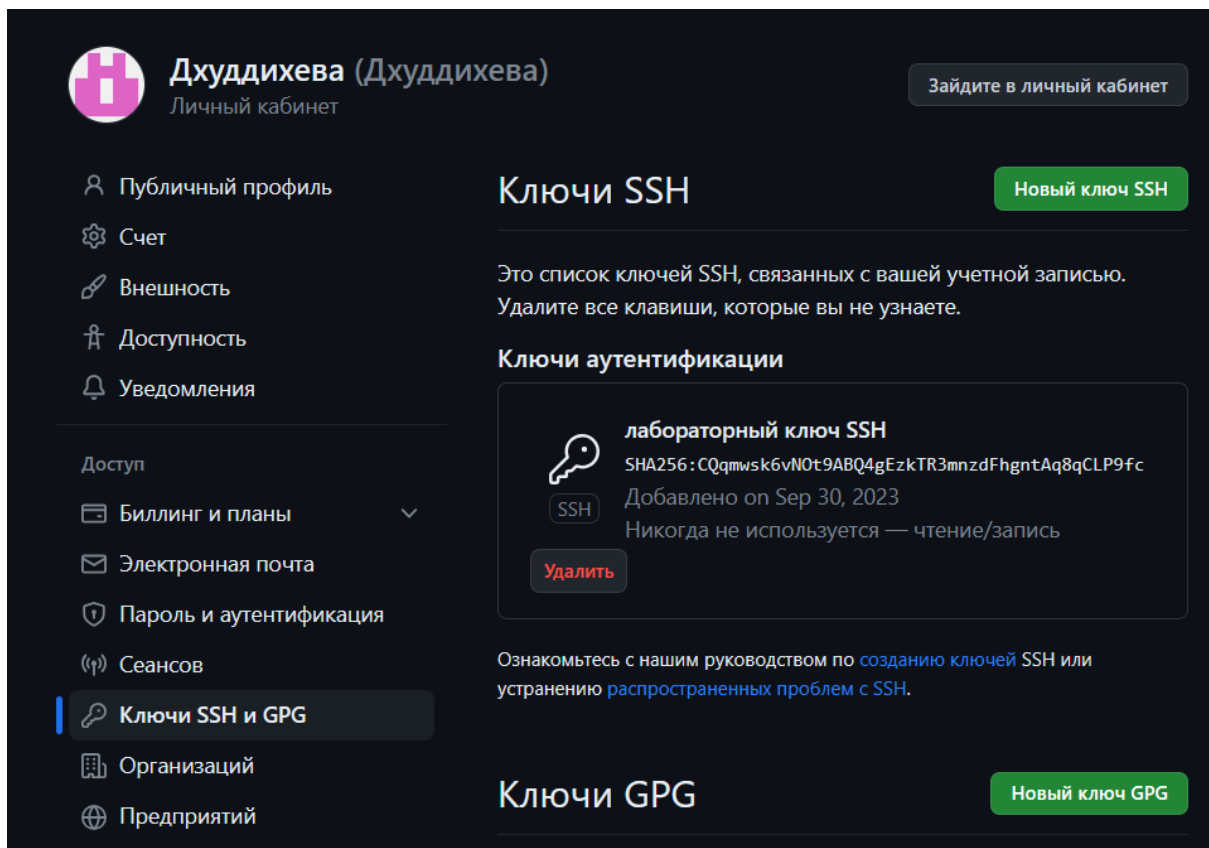 Дхуддихева (Дхуддихева)
Личный кабинет
Зайдите в личный кабинет
Публичный профиль
Счет
Внешность
Доступность
Уведомления
Доступ
Биллинг и планы
Электронная почта
Пароль и аутентификация
Сеансов
Ключи SSH и GPG
Организаций
Предприятий
Ключи SSH
Новый ключ SSH
Это список ключей SSH, связанных с вашей учетной записью.
Удалите все клавиши, которые вы не узнаете.
Ключи аутентификации
лабораторный ключ SSH
SHA256:CQqmwsk6vNOt9ABQ4gEzkTR3mnzdFhgntAq8qCLP9fc
SSH
Добавлено on Sep 30, 2023
Никогда не используется — чтение/запись
Удалить
Ознакомьтесь с нашим руководством по созданию ключей SSH или
устранению распространенных проблем с SSH.
Ключи GPG
Новый ключ GPG